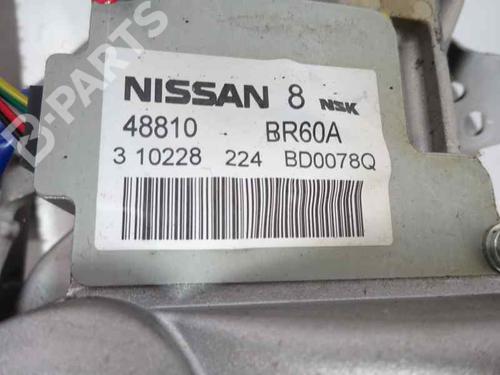 NISSAN 8 NSK
48810 BR60A
3 10228 224 BD0078Q
B-PARTS